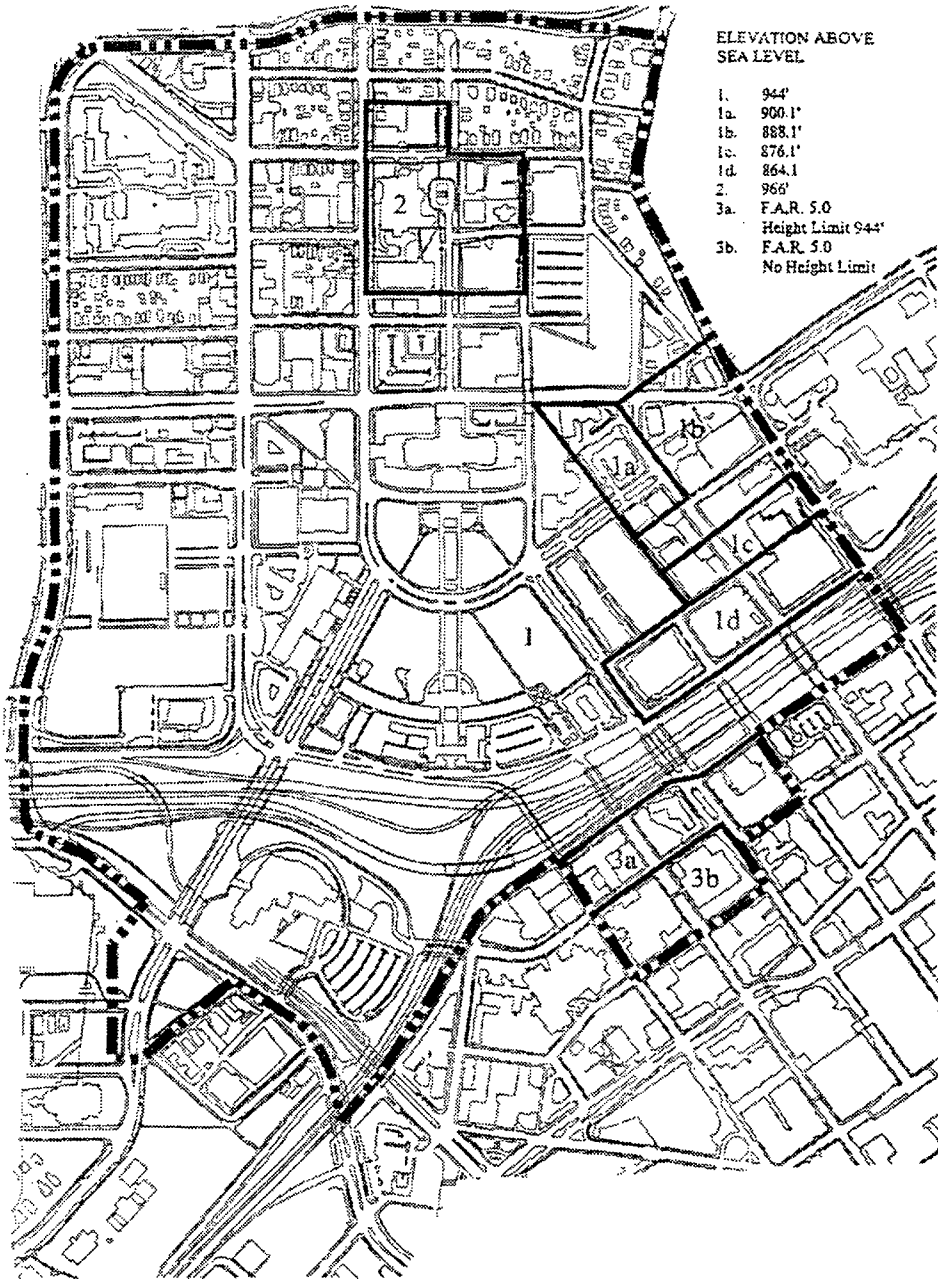 ELEVATION ABOVE
SEA LEVEL
1. 944'
1a. 900.1'
1b. 888.1'
1c. 876.1'
1d. 864.1
2. 966'
3a. F.A.R. 5.0
Height Limit 944'
3b. F.A.R. 5.0
No Height Limit
2
1b
1a
1c
1d
1
3a
3b